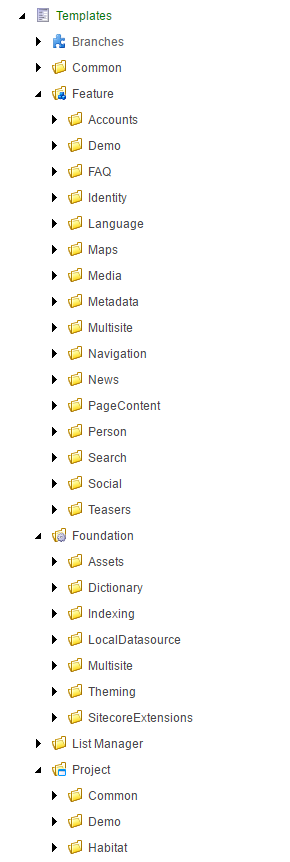 Templates
Branches
Common
Feature
Accounts
Demo
FAQ
Identity
Language
Maps
Media
Metadata
Multisite
Navigation
News
PageContent
Person
Search
Social
Teasers
Foundation
Assets
Dictionary
Indexing
LocalDatasource
Multisite
Theming
SitecoreExtensions
List Manager
Project
Common
Demo
Habitat